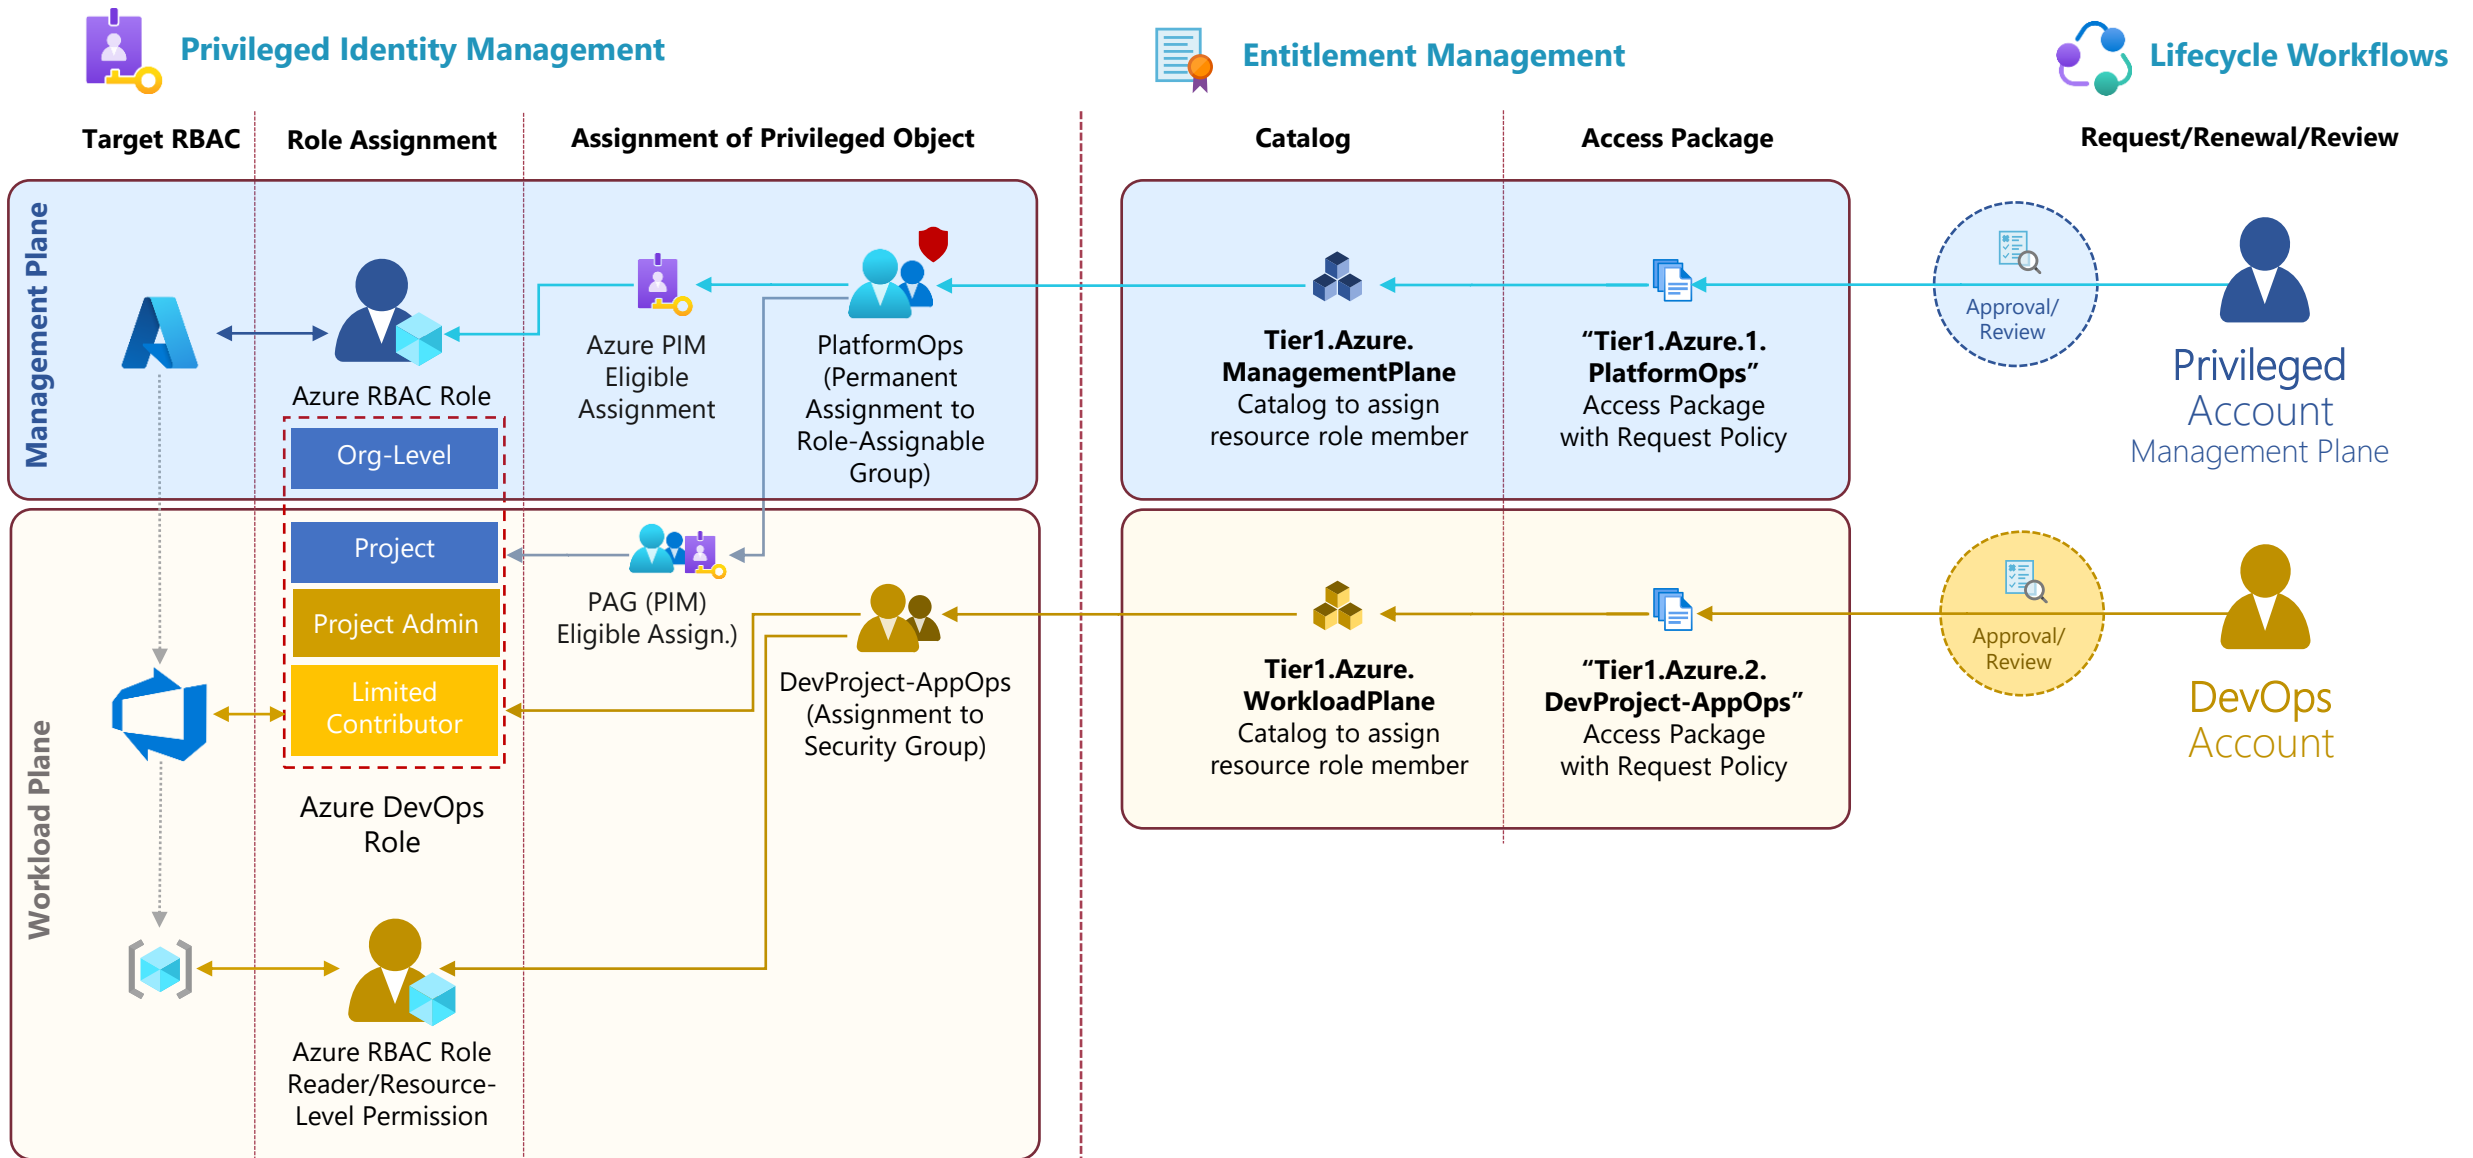 Privileged Identity Management
Entitlement Management
Lifecycle Workflows
Target RBAC
Role Assignment
Assignment of Privileged Object
Catalog
Access Package
Request/Renewal/Review
Management Plane
Azure RBAC Role
Org-Level
Azure PIM
Eligible
Assignment
PlatformOps
(Permanent
Assignment to
Role-Assignable
Group)
Tier1.Azure.
ManagementPlane
Catalog to assign
resource role member
“Tier1.Azure.1.
PlatformOps”
Access Package
with Request Policy
Approval/
Review
Privileged
Account
Management Plane
Workload Plane
Project
Project Admin
Limited
Contributor
Azure DevOps
Role
PAG (PIM)
Eligible Assign.)
DevProject-AppOps
(Assignment to
Security Group)
Tier1.Azure.
WorkloadPlane
Catalog to assign
resource role member
“Tier1.Azure.2.
DevProject-AppOps”
Access Package
with Request Policy
Approval/
Review
DevOps
Account
Azure RBAC Role
Reader/Resource-
Level Permission